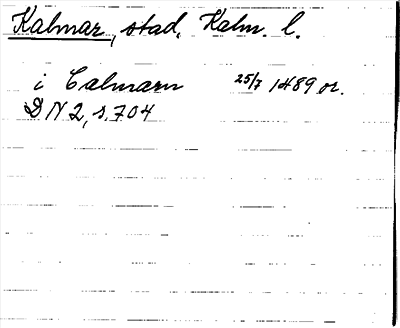 Kalmar, stad, Kalm. l.
i Calmarn 25/7 1489 or.
DN 2, s. 704